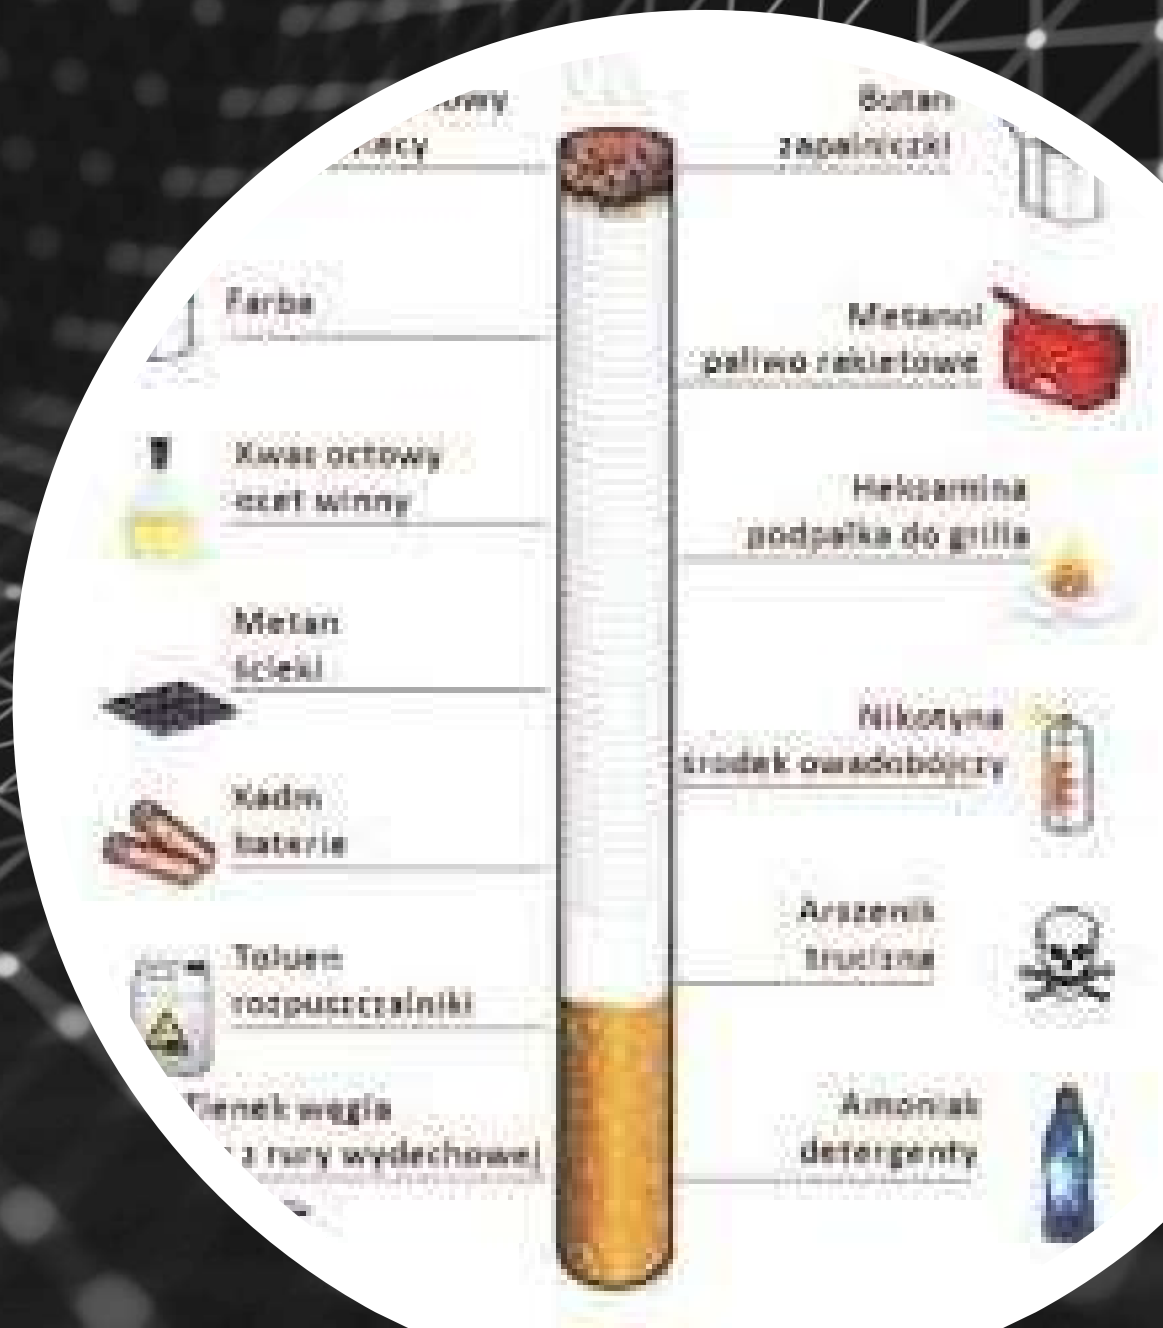 Farba
Kwas octowy
ocet winny
Metan
ścieki
Kadm
baterie
Toluen
rozpuszczalniki
Tlenek węgla
z rury wydechowej
Butan
zapalniczki
Metanol
paliwo rakietowe
Heksamina
podpałka do grilla
Nikotyna
środek owadobójczy
Arszenik
trucizna
Amoniak
detergenty